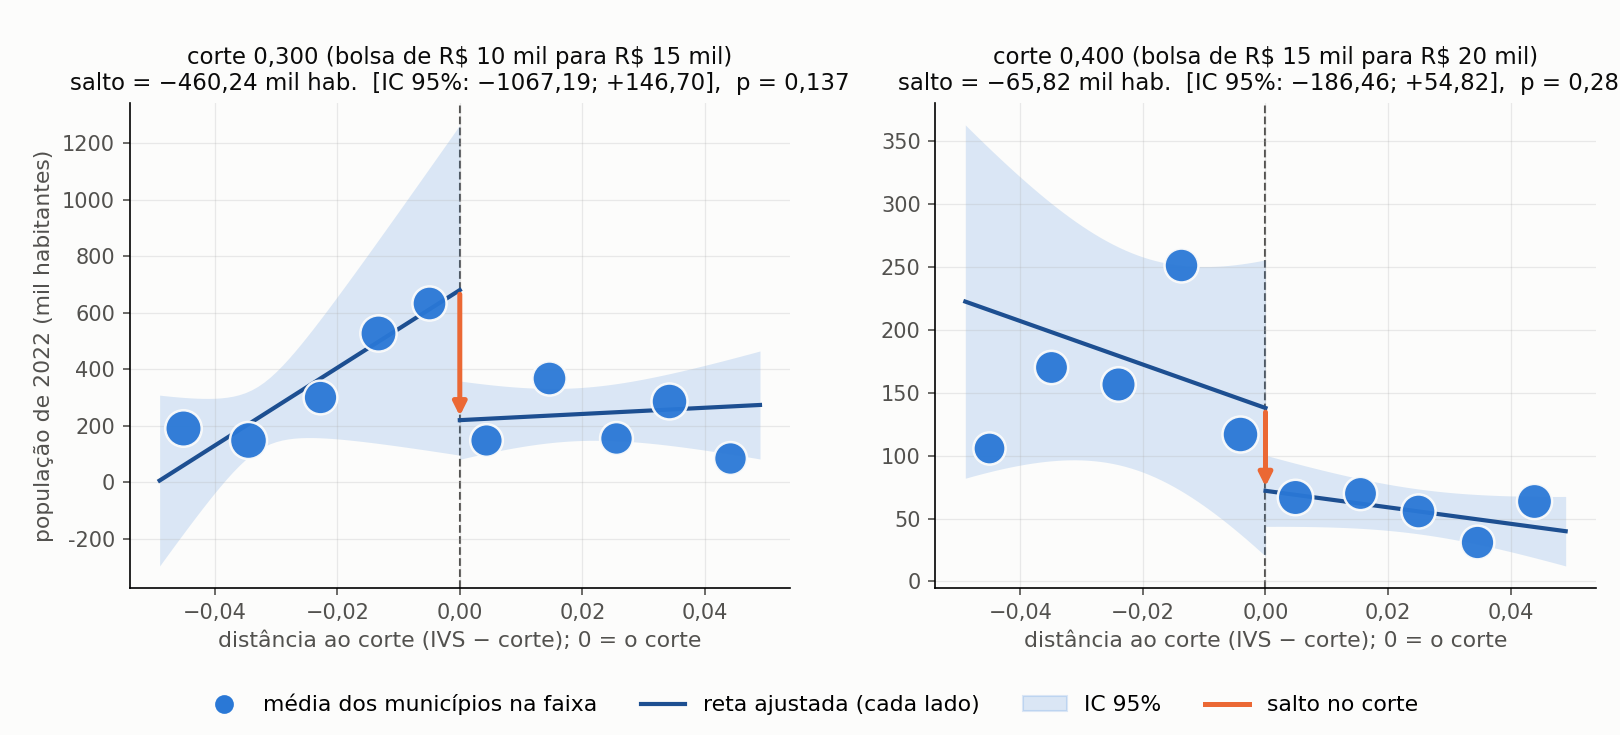 corte 0,300 (bolsa de R$ 10 mil para R$ 15 mil)
salto = −460,24 mil hab.  [IC 95%: −1067,19; +146,70],  p = 0,137
população de 2022 (mil habitantes)
1200
1000
800
600
400
200
0
-200
−0,04
−0,02
0,00
0,02
0,04
distância ao corte (IVS − corte); 0 = o corte
corte 0,400 (bolsa de R$ 15 mil para R$ 20 mil)
salto = −65,82 mil hab.  [IC 95%: −186,46; +54,82],  p = 0,28
350
300
250
200
150
100
50
0
−0,04
−0,02
0,00
0,02
0,04
distância ao corte (IVS − corte); 0 = o corte
média dos municípios na faixa
reta ajustada (cada lado)
IC 95%
salto no corte